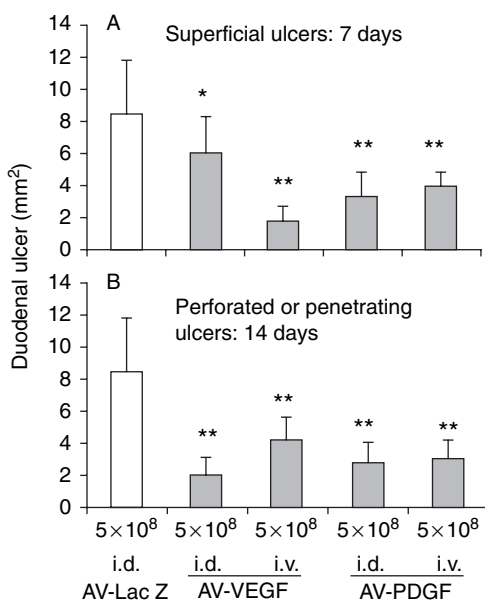 Duodenal ulcer (mm²)
A
Superficial ulcers: 7 days
14
12
10
8
6
4
2
0
*
**
**
**
B
Perforated or penetrating
ulcers: 14 days
14
12
10
8
6
4
2
0
**
**
**
**
5×10⁸ 5×10⁸ 5×10⁸ 5×10⁸ 5×10⁸
i.d. i.d. i.v. i.d. i.v.
AV-Lac Z AV-VEGF AV-PDGF